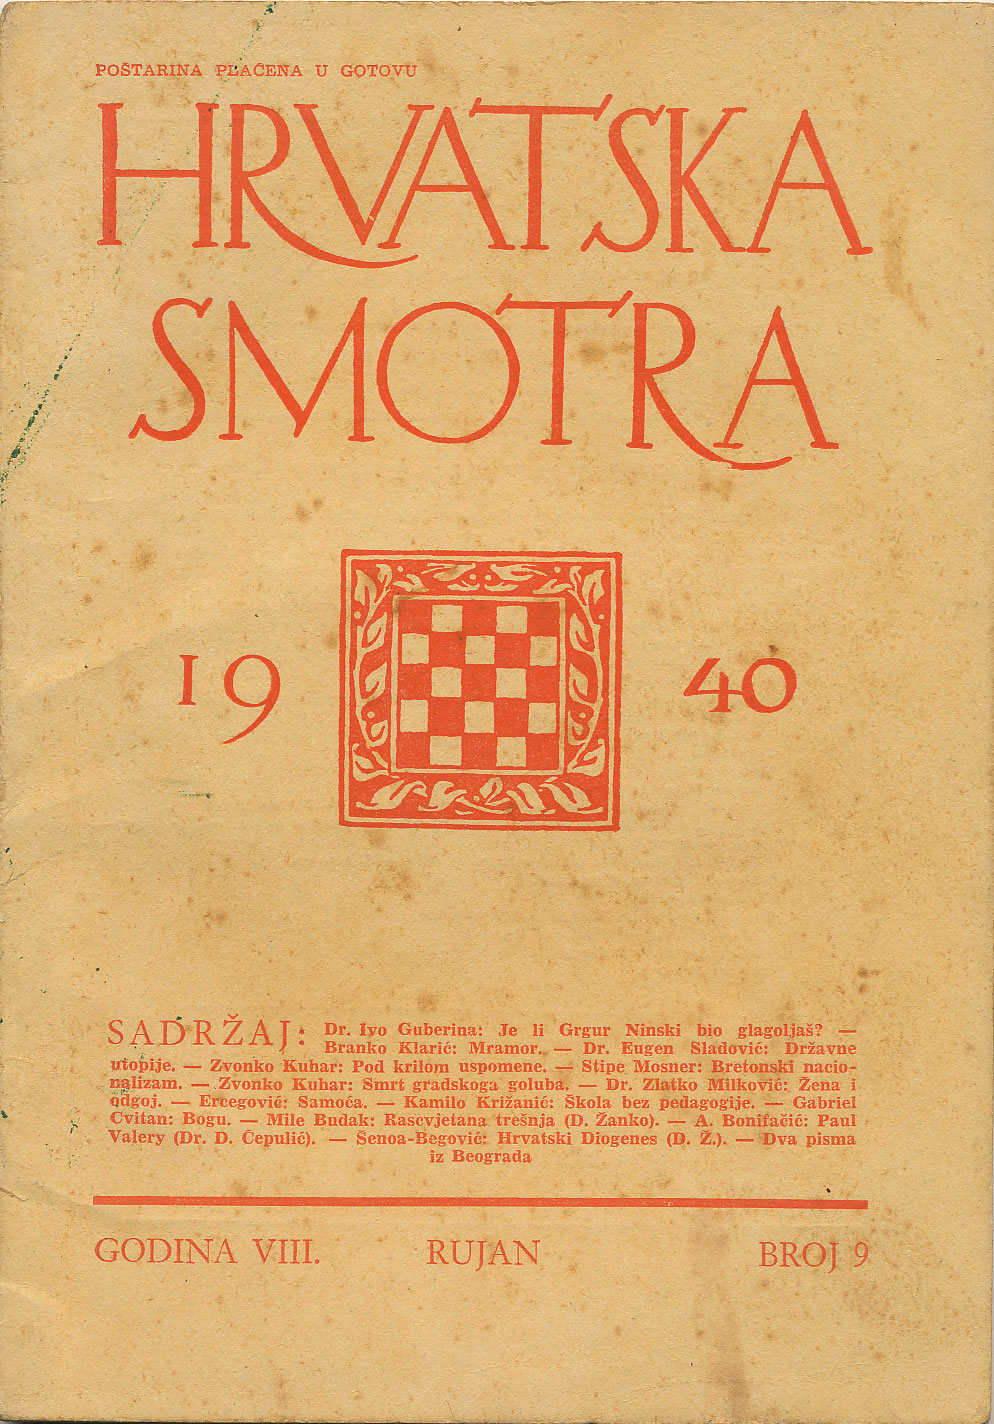 POŠTARINA PLAĆENA U GOTOVU
HRVATSKA
SMOTRA
19 40
SADRŽAJ: Dr. Ivo Guberina: Je li Grgur Ninski bio glagoljaš? —
Branko Klarić: Mramor. — Dr. Eugen Sladović: Državne
utopije. — Zvonko Kuhar: Pod krilom uspomene. — Stipe Mosner: Bretonski nacio-
nalizam. — Zvonko Kuhar: Smrt gradskoga goluba. — Dr. Zlatko Milković: Žena i
odgoj. — Ercegović: Samoća. — Kamilo Križanić: Škola bez pedagogije. — Gabriel
Cvitan: Bogu. — Mile Budak: Rascvjetana trešnja (D. Žanko). — A. Bonifačić: Paul
Valery (Dr. D. Čepulić). — Šenoa-Begović: Hrvatski Diogenes (D. Ž.). — Dva pisma
iz Beograda
GODINA VIII. RUJAN BROJ 9